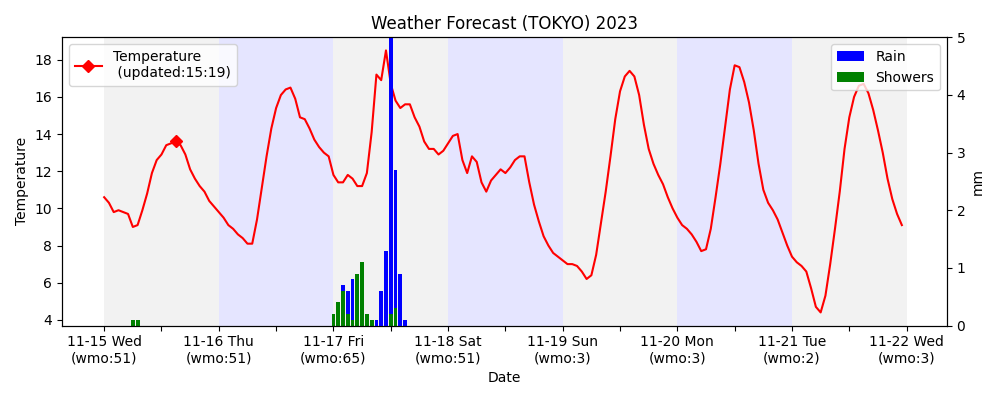 Weather Forecast (TOKYO) 2023
Temperature
(updated:15:19)
Rain
Showers
Temperature
18
16
14
12
10
8
6
4
5
4
3
2
1
0
mm
11-15 Wed
(wmo:51)
11-16 Thu
(wmo:51)
11-17 Fri
(wmo:65)
11-18 Sat
(wmo:51)
11-19 Sun
(wmo:3)
11-20 Mon
(wmo:3)
11-21 Tue
(wmo:2)
11-22 Wed
(wmo:3)
Date